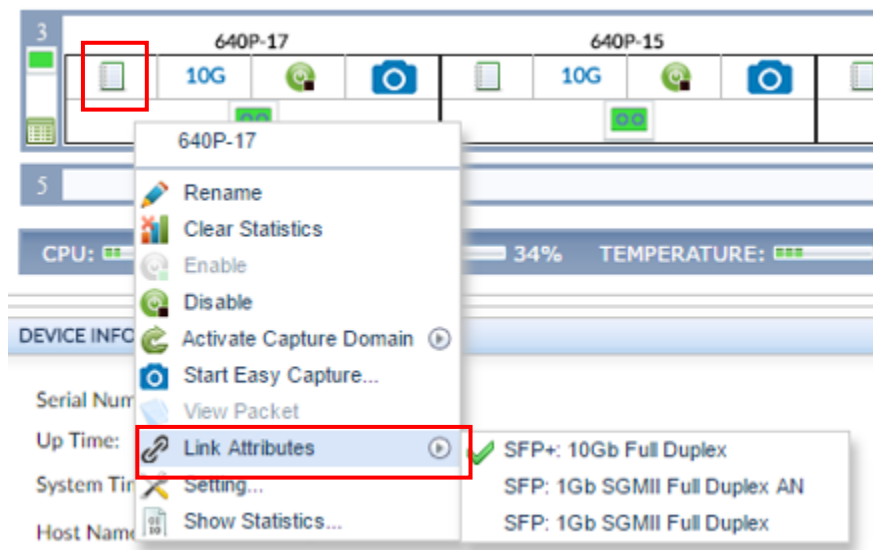 3
640P-17
640P-15
10G
10G
640P-17
Rename
5
Clear Statistics
CPU:
34%
TEMPERATURE:
Enable
Disable
DEVICE INFO
Activate Capture Domain
Start Easy Capture...
Serial Num
View Packet
Up Time:
Link Attributes
SFP+: 10Gb Full Duplex
System Tim
Setting...
SFP: 1Gb SGMII Full Duplex AN
Host Name
Show Statistics...
SFP: 1Gb SGMII Full Duplex